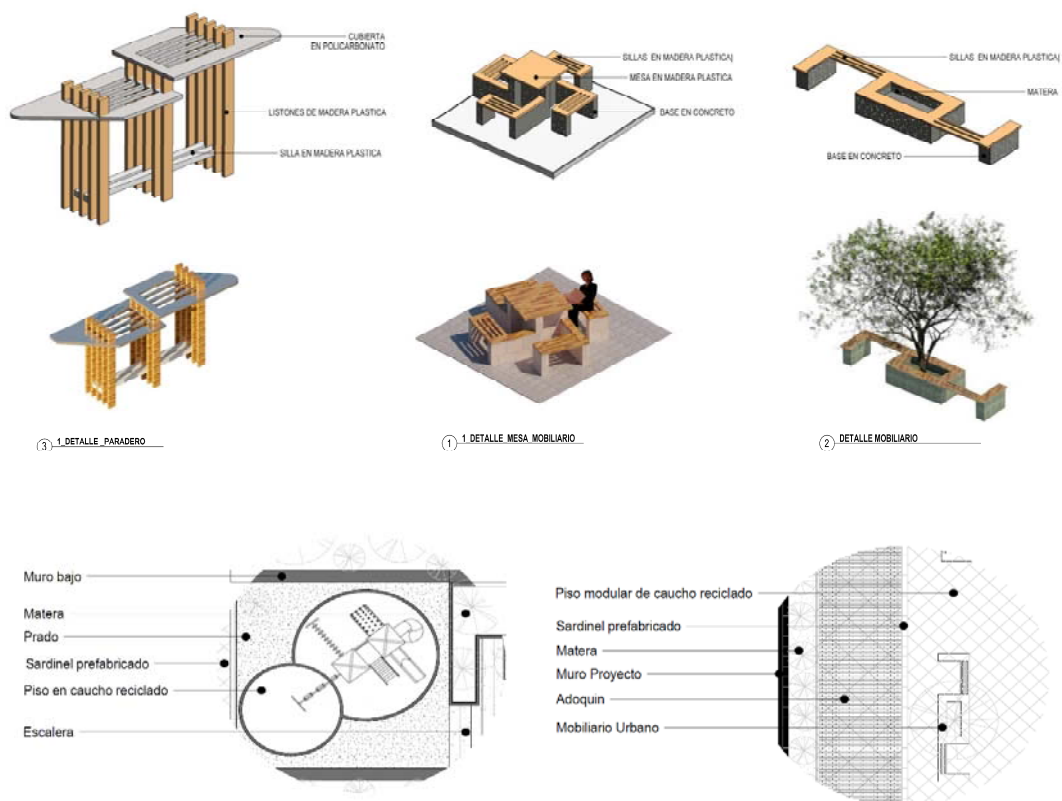 CUBIERTA
EN POLICARBONATO
LISTONES DE MADERA PLASTICA
SILLA EN MADERA PLASTICA
SILLAS EN MADERA PLASTICA|
MESA EN MADERA PLASTICA
BASE EN CONCRETO
SILLAS EN MADERA PLASTICA|
MATERA
BASE EN CONCRETO
3 1_DETALLE _PARADERO
1 1_DETALLE_MESA_MOBILIARIO
2 DETALLE MOBILIARIO
Muro bajo
Matera
Prado
Sardinel prefabricado
Piso en caucho reciclado
Escalera
Piso modular de caucho reciclado
Sardinel prefabricado
Matera
Muro Proyecto
Adoquin
Mobiliario Urbano